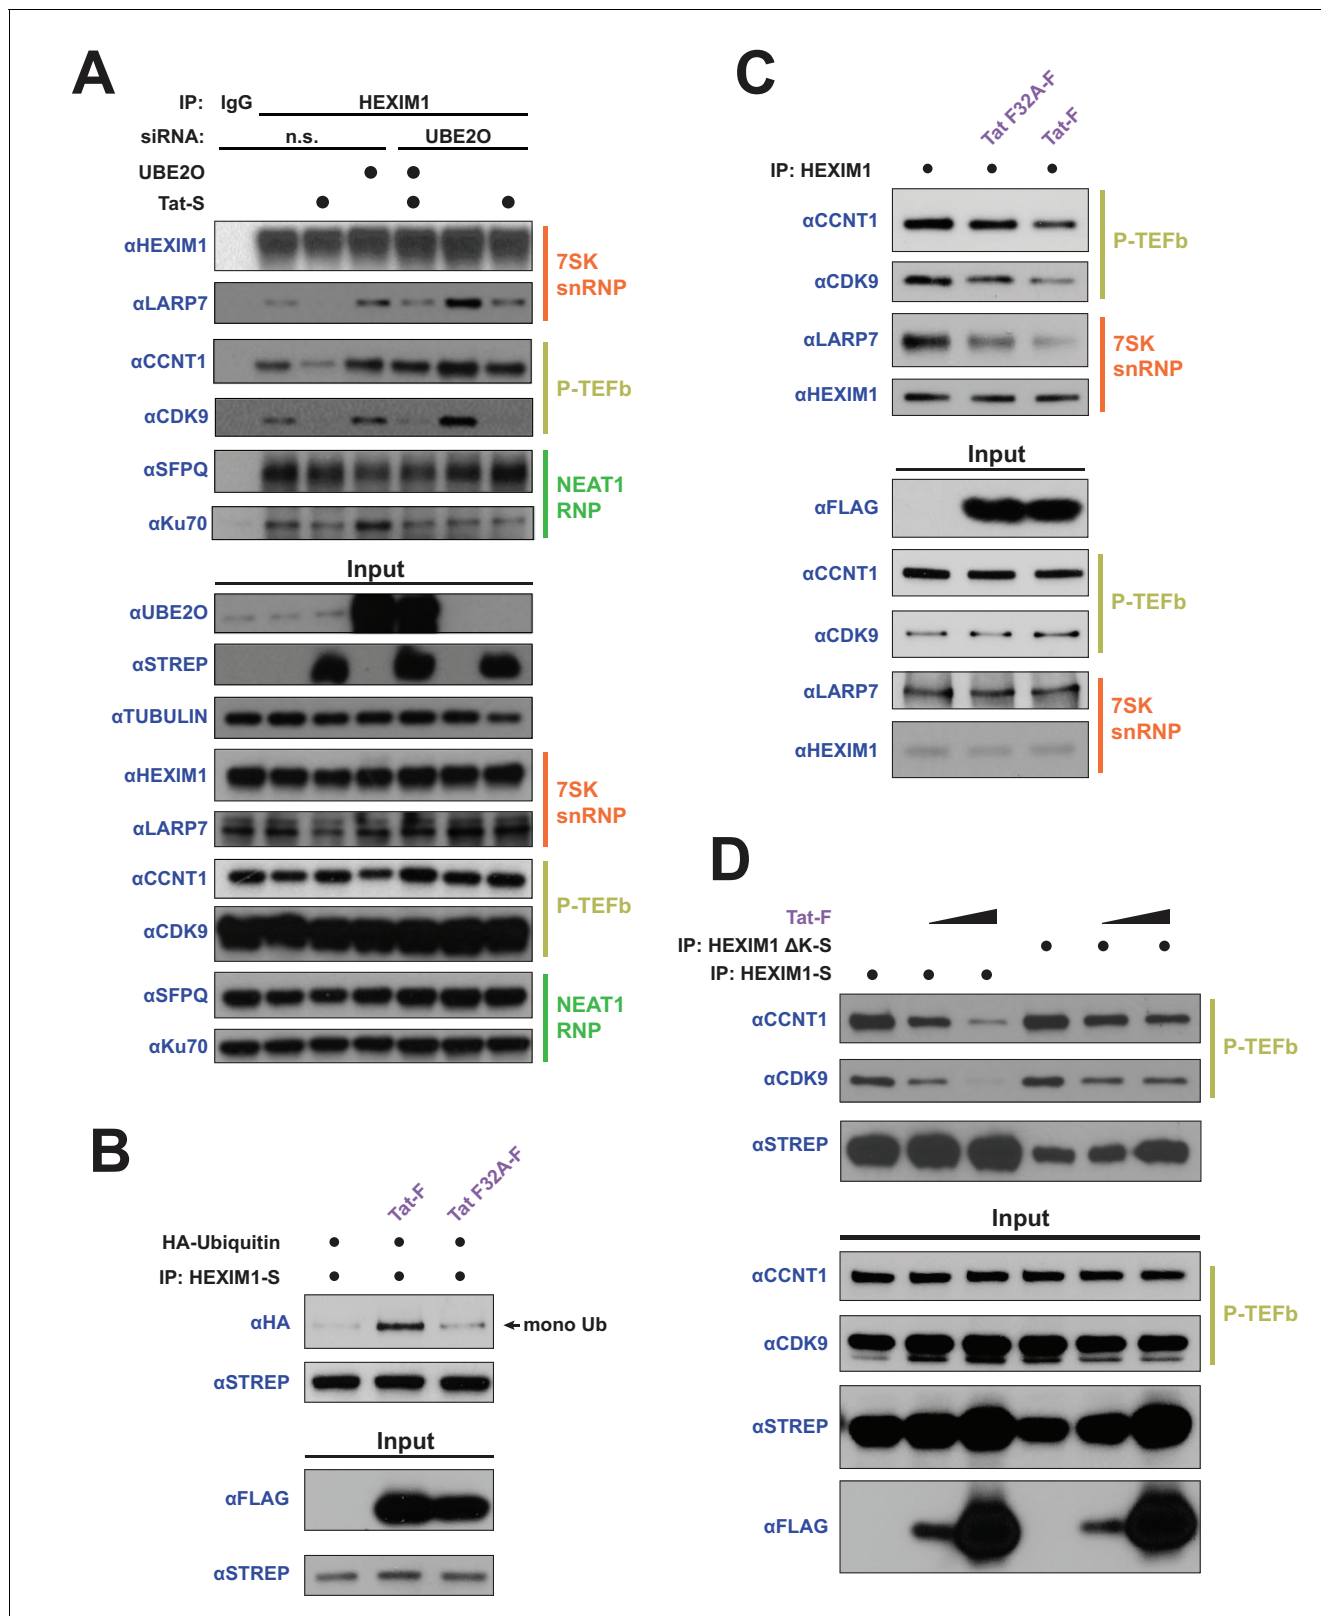 A
IP: IgG HEXIM1
siRNA: n.s. UBE2O
UBE2O
Tat-S
αHEXIM1
αLARP7
7SK
snRNP
αCCNT1
αCDK9
P-TEFb
αSFPQ
αKu70
NEAT1
RNP
Input
αUBE2O
αSTREP
αTUBULIN
αHEXIM1
αLARP7
7SK
snRNP
αCCNT1
αCDK9
P-TEFb
αSFPQ
αKu70
NEAT1
RNP
B
Tat-F
Tat F32A-F
HA-Ubiquitin
IP: HEXIM1-S
αHA
mono Ub
αSTREP
Input
αFLAG
αSTREP
C
Tat F32A-F
Tat-F
IP: HEXIM1
αCCNT1
αCDK9
P-TEFb
αLARP7
αHEXIM1
7SK
snRNP
Input
αFLAG
αCCNT1
αCDK9
P-TEFb
αLARP7
αHEXIM1
7SK
snRNP
D
Tat-F
IP: HEXIM1 ΔK-S
IP: HEXIM1-S
αCCNT1
αCDK9
P-TEFb
αSTREP
Input
αCCNT1
αCDK9
P-TEFb
αSTREP
αFLAG